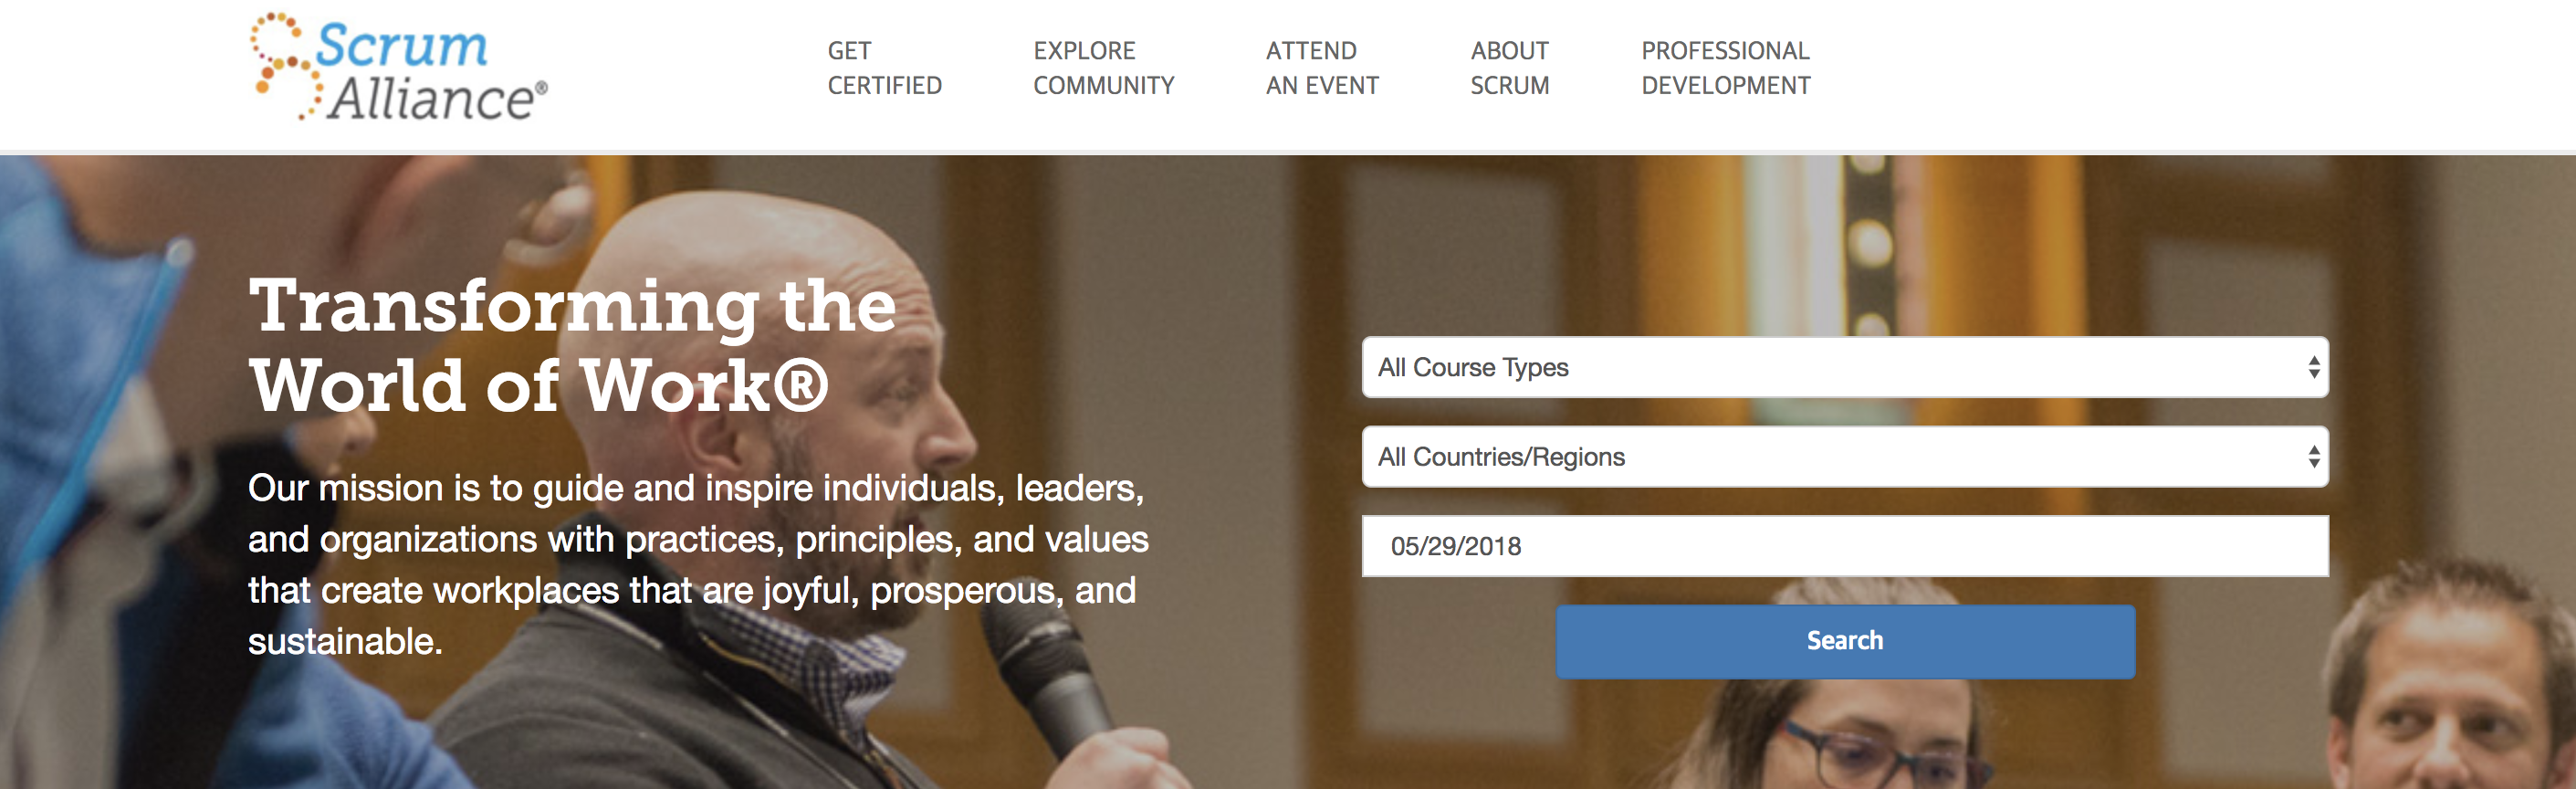 Scrum
Alliance®
GET
CERTIFIED
EXPLORE
COMMUNITY
ATTEND
AN EVENT
ABOUT
SCRUM
PROFESSIONAL
DEVELOPMENT
Transforming the
World of Work®
Our mission is to guide and inspire individuals, leaders,
and organizations with practices, principles, and values
that create workplaces that are joyful, prosperous, and
sustainable.
All Course Types
All Countries/Regions
05/29/2018
Search